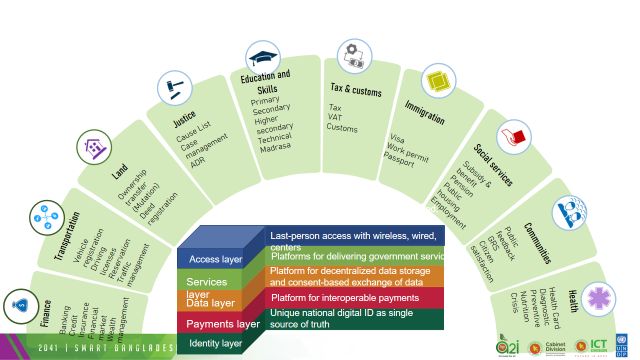 Finance
Banking
Credit
Insurance
Financial
market
Wealth
management
Transportation
Vehicle
registration
Driving
licenses
Reservation
Traffic
management
Land
Ownership
transfer
(Mutation)
Deed
registration
Justice
Cause List
Case
management
ADR
Education and
Skills
Primary
Secondary
Higher
secondary
Technical
Madrasa
Tax & customs
Tax
VAT
Customs
Immigration
Visa
Work permit
Passport
Social services
Subsidy &
benefit
Pension
Public
housing
Employment
Communities
Public
feedback
GRS
Citizen
satisfaction
Health
Health Card
Diagnostic
Preventive
Nutrition
Crisis
Access layer
Last-person access with wireless, wired,
centers
Services
layer
Platforms for delivering government servic
Data layer
Platform for decentralized data storage
and consent-based exchange of data
Payments layer
Platform for interoperable payments
Identity layer
Unique national digital ID as single
source of truth
2041 | SMART BANGLADES
a2i
Cabinet
Division
ICT
DIVISION
U N
D P